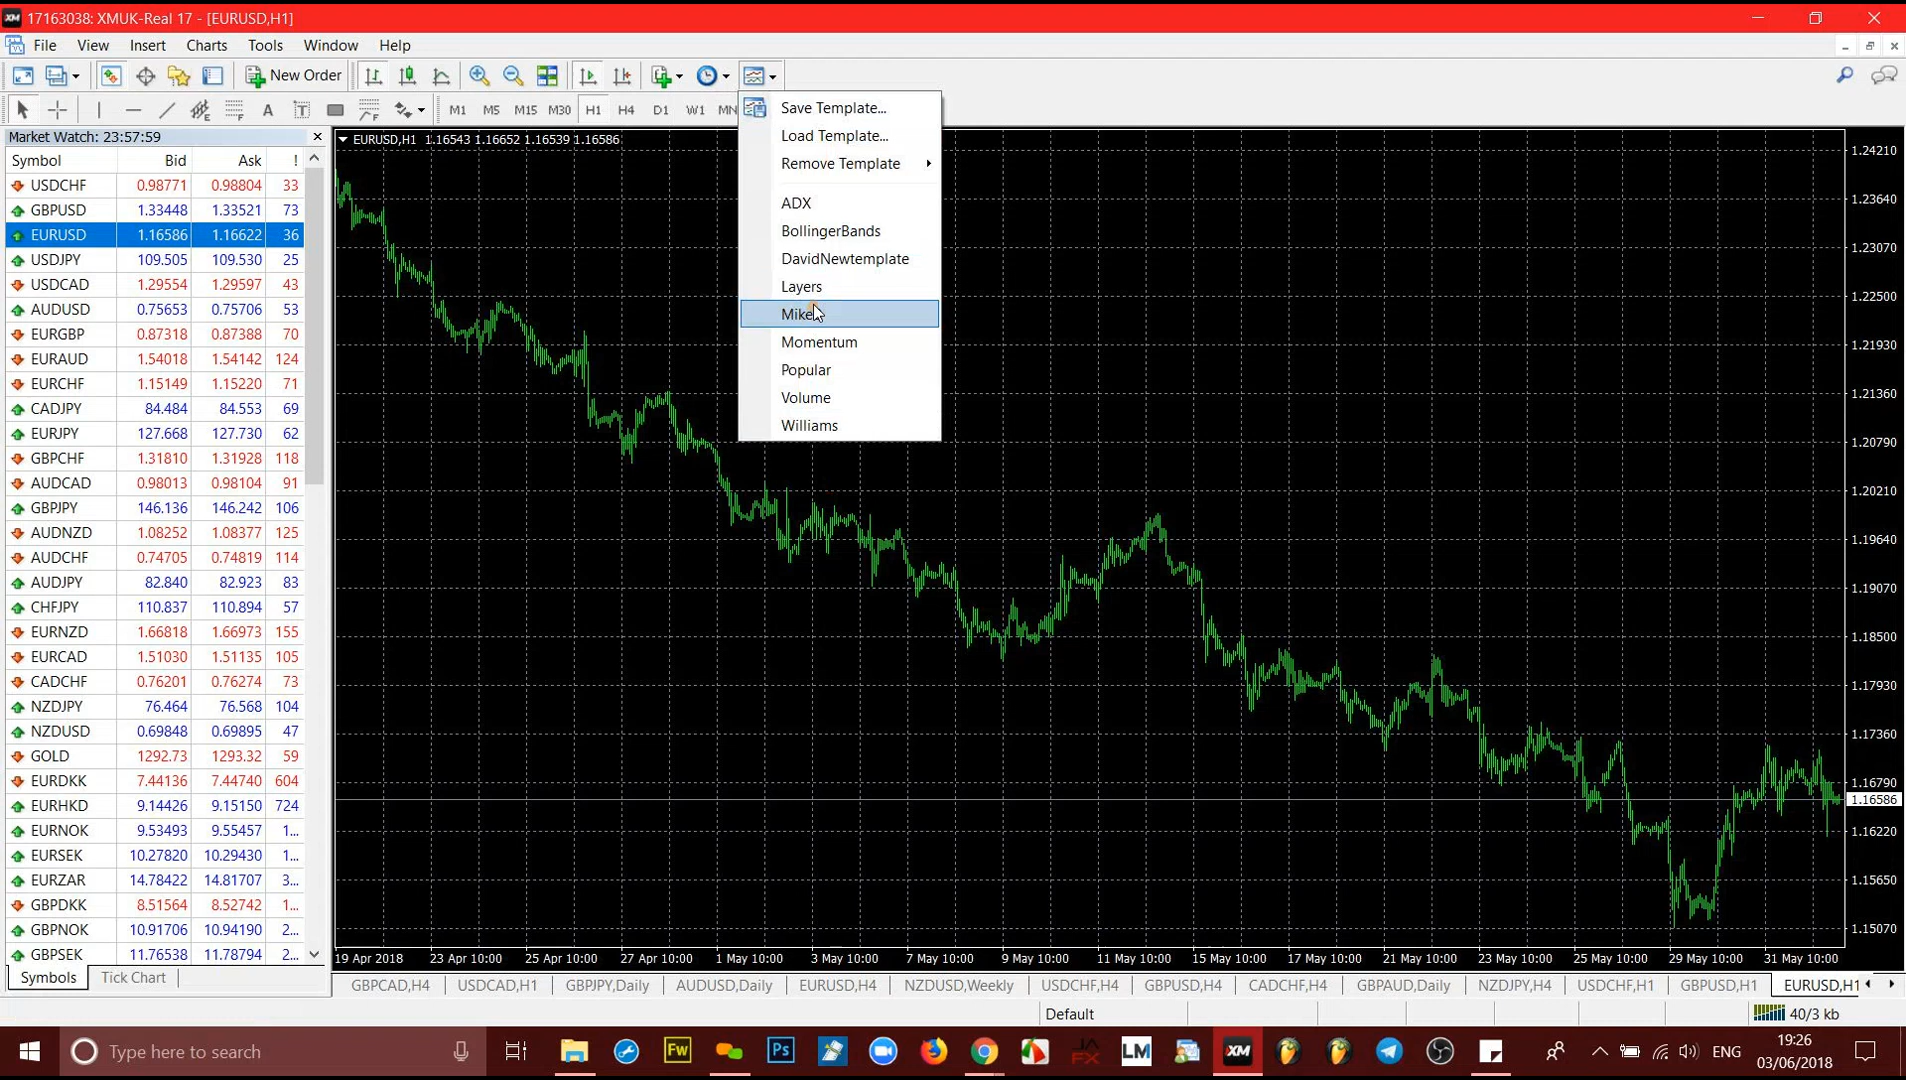 17163038: XMUK-Real 17 - [EURUSD,H1]
File View Insert Charts Tools Window Help
New Order
A T F M1 M5 M15 M30 H1 H4 D1 W1 MN
Save Template...
Load Template...
Remove Template
ADX
BollingerBands
DavidNewtemplate
Layers
Mike
Momentum
Popular
Volume
Williams
Market Watch: 23:57:59
Symbol Bid Ask !
USDCHF 0.98771 0.98804 33
GBPUSD 1.33448 1.33521 73
EURUSD 1.16586 1.16622 36
USDJPY 109.505 109.530 25
USDCAD 1.29554 1.29597 43
AUDUSD 0.75653 0.75706 53
EURGBP 0.87318 0.87388 70
EURAUD 1.54018 1.54142 124
EURCHF 1.15149 1.15220 71
CADJPY 84.484 84.553 69
EURJPY 127.668 127.730 62
GBPCHF 1.31810 1.31928 118
AUDCAD 0.98013 0.98104 91
GBPJPY 146.136 146.242 106
AUDNZD 1.08252 1.08377 125
AUDCHF 0.74705 0.74819 114
AUDJPY 82.840 82.923 83
CHFJPY 110.837 110.894 57
EURNZD 1.66818 1.66973 155
EURCAD 1.51030 1.51135 105
CADCHF 0.76201 0.76274 73
NZDJPY 76.464 76.568 104
NZDUSD 0.69848 0.69895 47
GOLD 1292.73 1293.32 59
EURDKK 7.44136 7.44740 604
EURHKD 9.14426 9.15150 724
EURNOK 9.53493 9.55457 1...
EURSEK 10.27820 10.29430 1...
EURZAR 14.78422 14.81707 3...
GBPDKK 8.51564 8.52742 1...
GBPNOK 10.91706 10.94190 2...
GBPSEK 11.76538 11.78794 2...
Symbols Tick Chart
EURUSD,H1 1.16543 1.16652 1.16539 1.16586
1.24210
1.23640
1.23070
1.22500
1.21930
1.21360
1.20790
1.20210
1.19640
1.19070
1.18500
1.17930
1.17360
1.16790
1.16586
1.16220
1.15650
1.15070
19 Apr 2018 23 Apr 10:00 25 Apr 10:00 27 Apr 10:00 1 May 10:00 3 May 10:00 7 May 10:00 9 May 10:00 11 May 10:00 15 May 10:00 17 May 10:00 21 May 10:00 23 May 10:00 25 May 10:00 29 May 10:00 31 May 10:00
GBPCAD,H4 USDCAD,H1 GBPJPY,Daily AUDUSD,Daily EURUSD,H4 NZDUSD,Weekly USDCHF,H4 GBPUSD,H4 CADCHF,H4 GBPAUD,Daily NZDJPY,H4 USDCHF,H1 GBPUSD,H1 EURUSD,H1
Default 40/3 kb
Type here to search Fw Ps JAFX LM XM ENG 19:26
03/06/2018